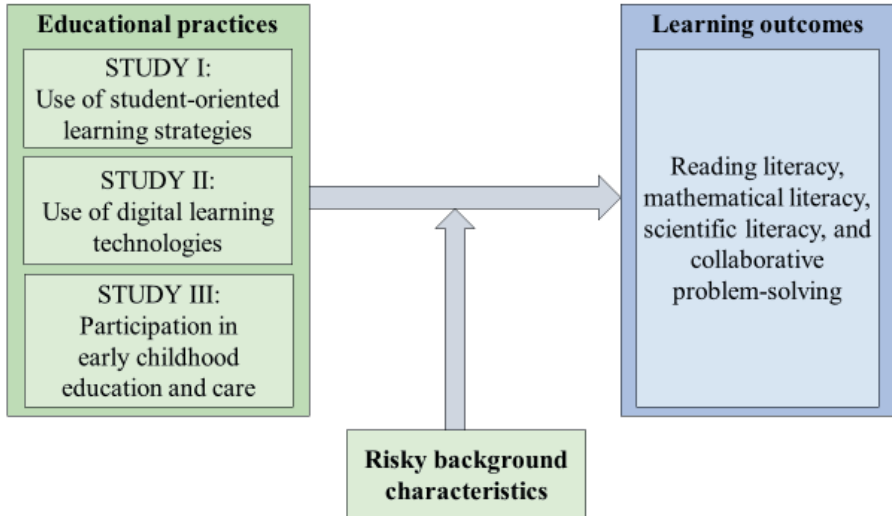 Educational practices
STUDY I:
Use of student-oriented
learning strategies
STUDY II:
Use of digital learning
technologies
STUDY III:
Participation in
early childhood
education and care
Risky background
characteristics
Learning outcomes
Reading literacy,
mathematical literacy,
scientific literacy, and
collaborative
problem-solving